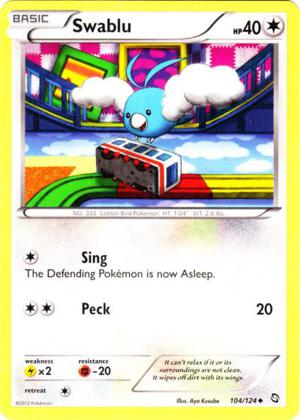 BASIC
Swablu
HP40
NO. 333 Cotton Bird Pokémon HT: 1'04" WT: 2.6 lbs.
Sing
The Defending Pokémon is now Asleep.
Peck 20
weakness resistance
×2 -20
retreat
It can't relax if it or its
surroundings are not clean.
It wipes off dirt with its wings.
©2012 Pokémon
Illus. Aya Kusube 104/124